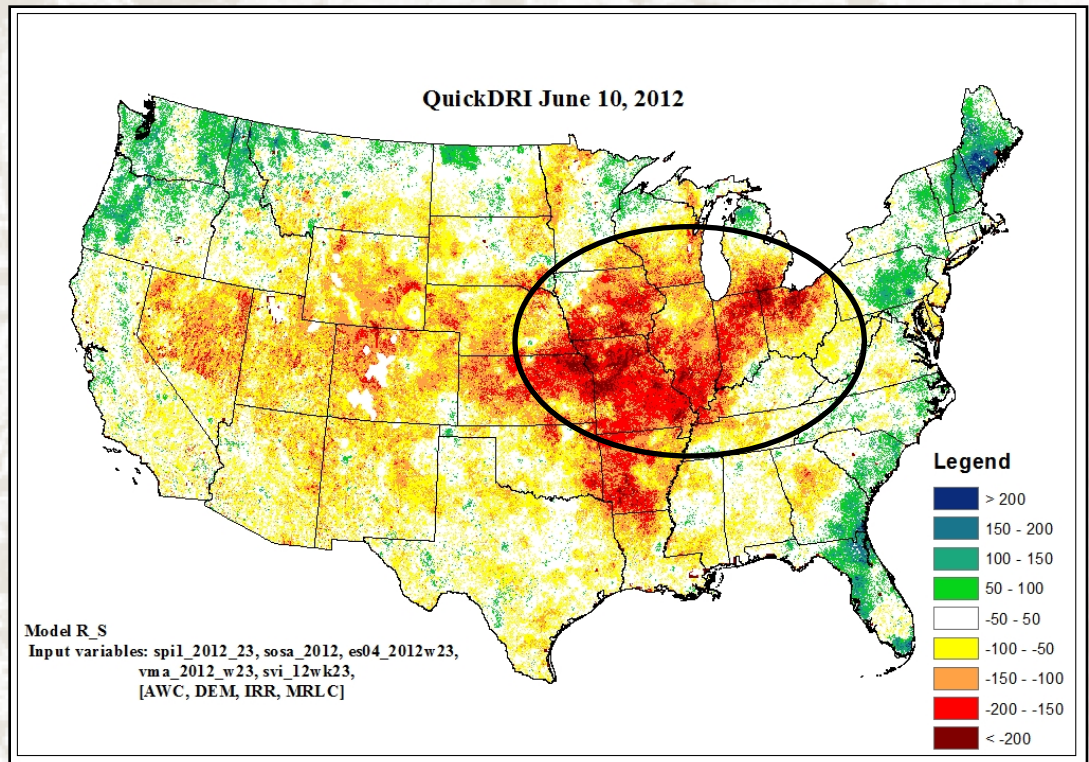 QuickDRI June 10, 2012
Legend
> 200
150 - 200
100 - 150
50 - 100
-50 - 50
-100 - -50
-150 - -100
-200 - -150
< -200
Model R_S
Input variables: spi1_2012_23, sosa_2012, es04_2012w23,
vma_2012_w23, svi_12wk23,
[AWC, DEM, IRR, MRLC]